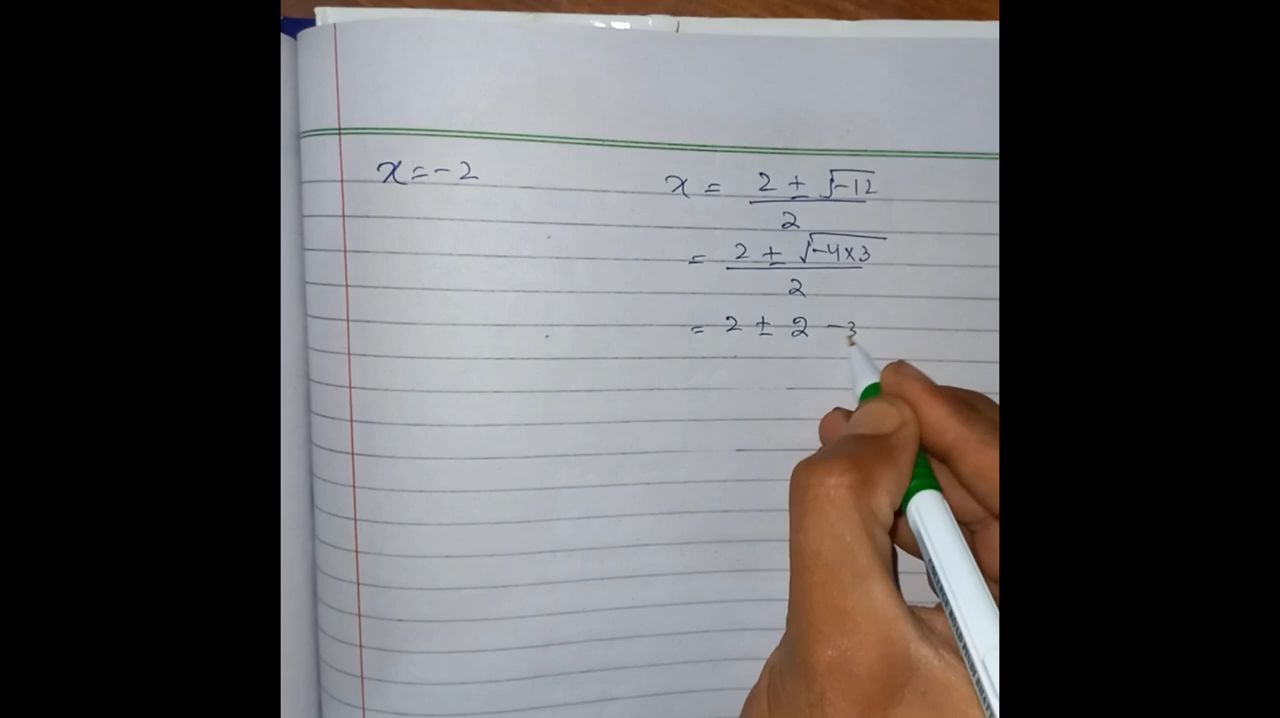 x = -2
x = 2 ± √-12 / 2
= 2 ± √-4×3 / 2
= 2 ± 2 -3